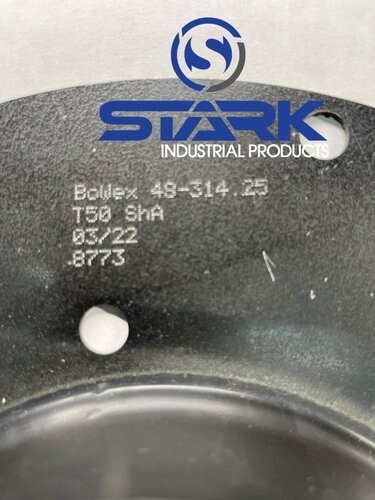 S
STARK
INDUSTRIAL PRODUCTS
BoWex 48-314.25
T50 ShA
03/22
8773